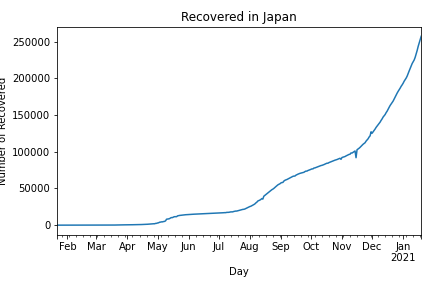 Recovered in Japan
Number of Recovered
250000
200000
150000
100000
50000
0
Feb Mar Apr May Jun Jul Aug Sep Oct Nov Dec Jan
2021
Day